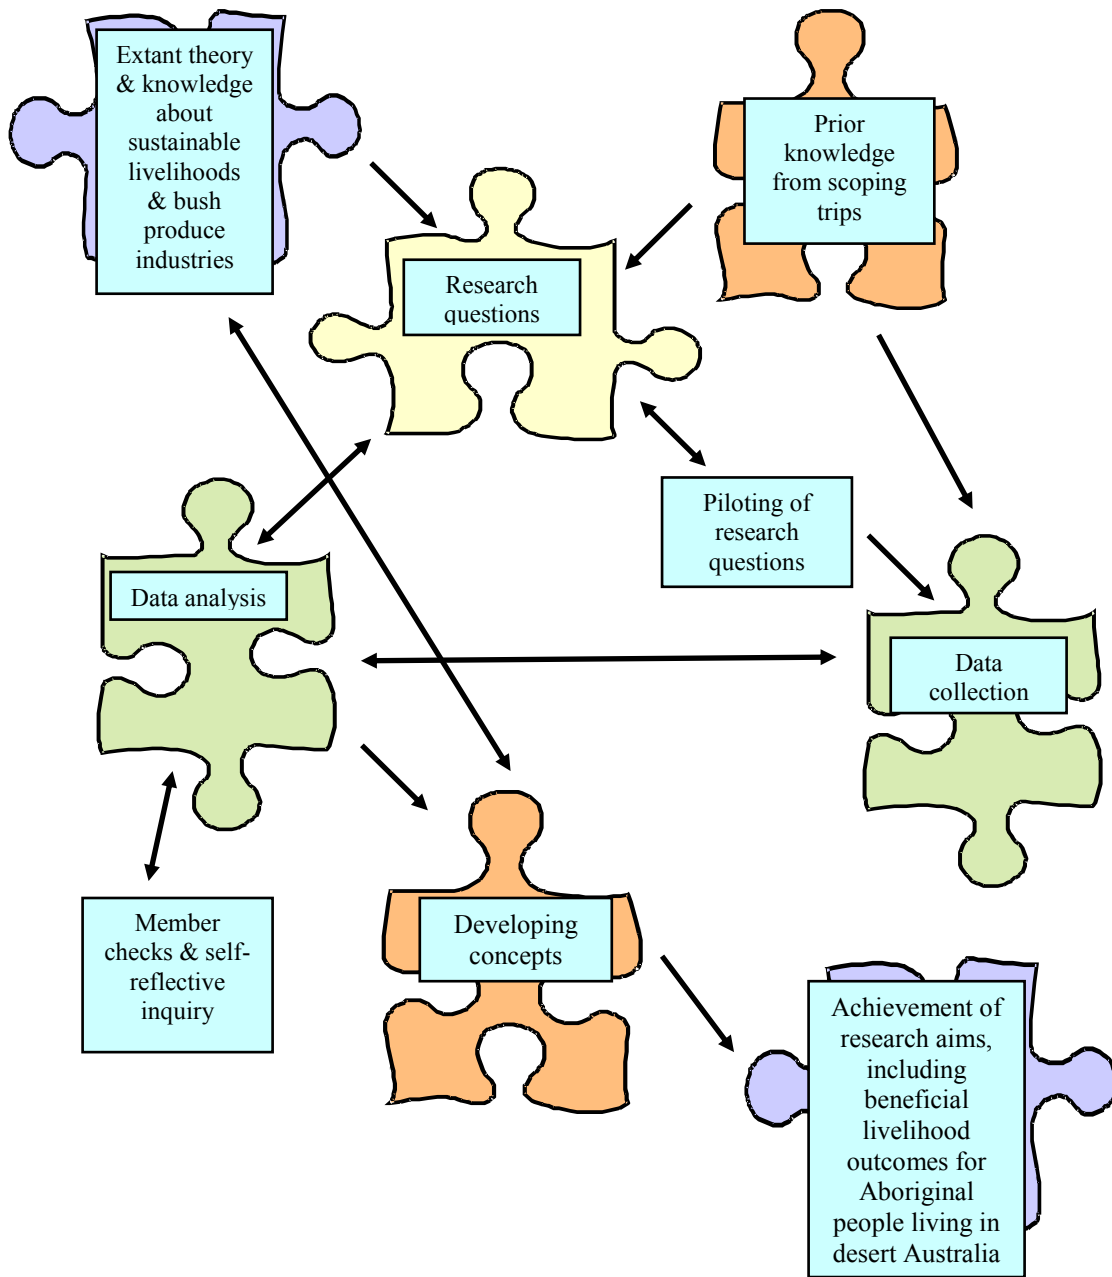 Extant theory
& knowledge
about
sustainable
livelihoods
& bush
produce
industries
Prior
knowledge
from scoping
trips
Research
questions
Piloting of
research
questions
Data analysis
Data
collection
Member
checks & self-
reflective
inquiry
Developing
concepts
Achievement of
research aims,
including
beneficial
livelihood
outcomes for
Aboriginal
people living in
desert Australia